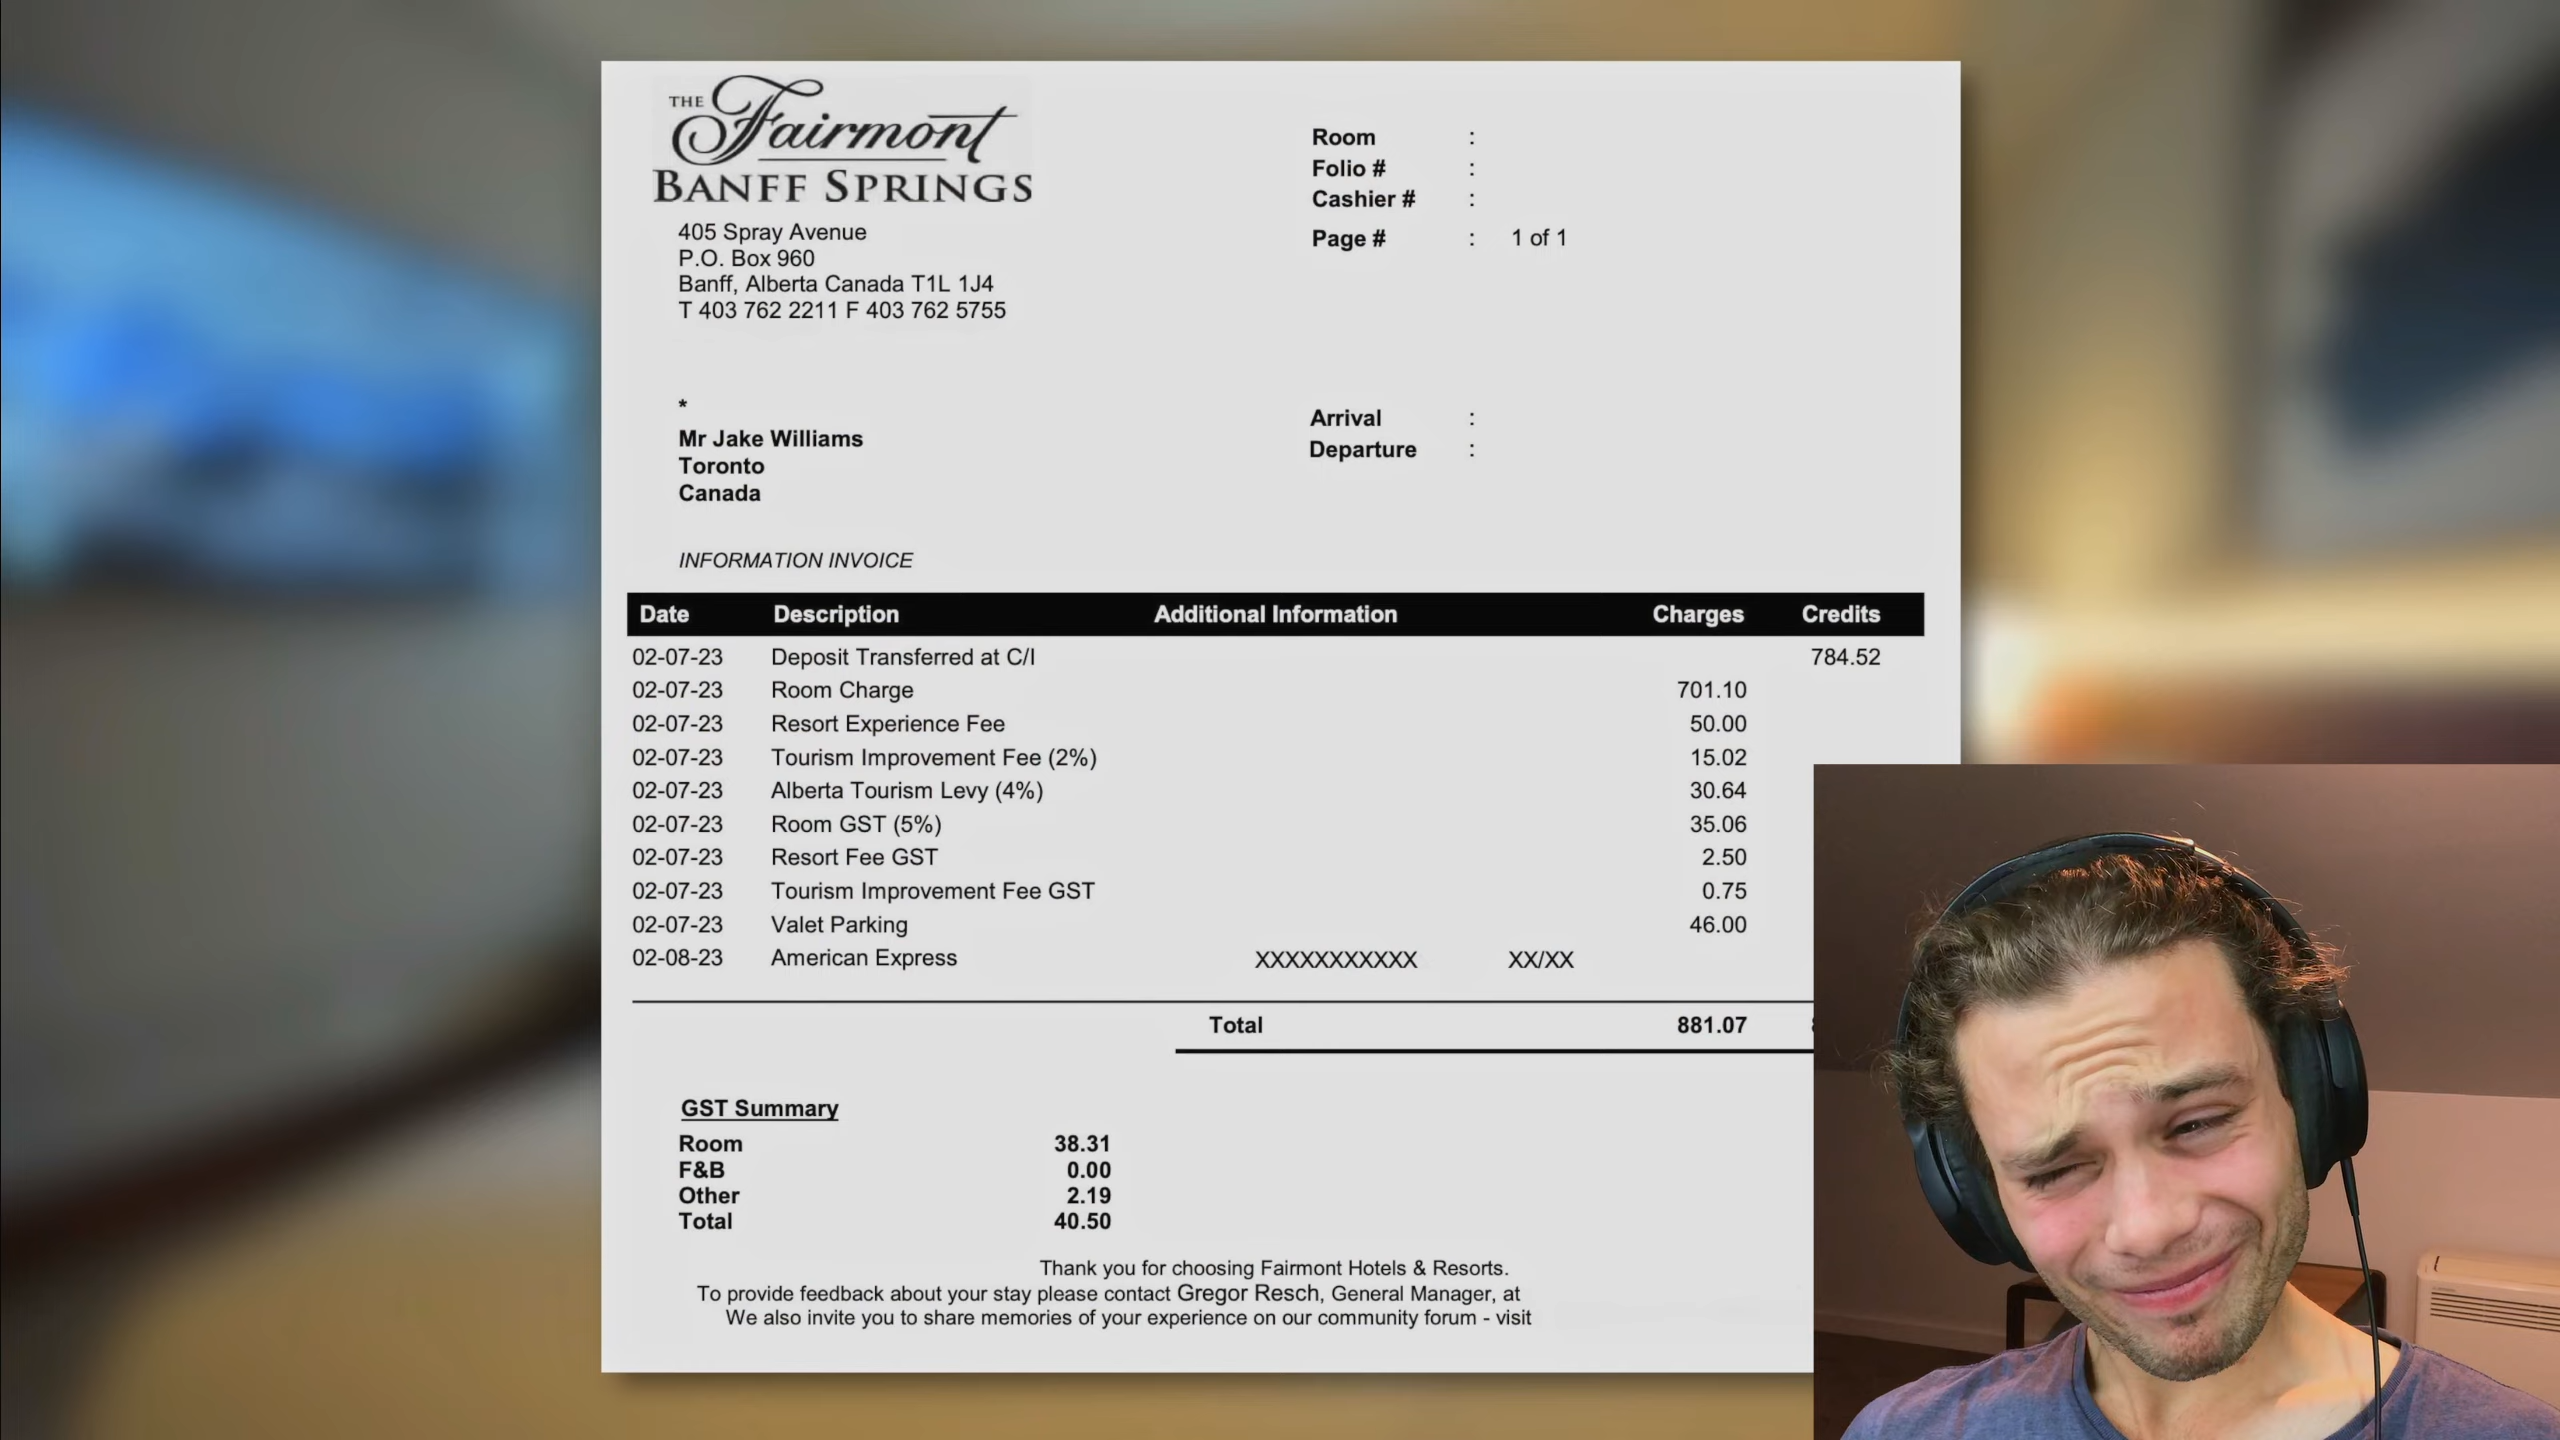 THE Fairmont
BANFF SPRINGS
405 Spray Avenue
P.O. Box 960
Banff, Alberta Canada T1L 1J4
T 403 762 2211 F 403 762 5755
Room :
Folio # :
Cashier # :
Page # : 1 of 1
*
Mr Jake Williams
Toronto
Canada
Arrival :
Departure :
INFORMATION INVOICE
Date Description Additional Information Charges Credits
02-07-23 Deposit Transferred at C/I 784.52
02-07-23 Room Charge 701.10
02-07-23 Resort Experience Fee 50.00
02-07-23 Tourism Improvement Fee (2%) 15.02
02-07-23 Alberta Tourism Levy (4%) 30.64
02-07-23 Room GST (5%) 35.06
02-07-23 Resort Fee GST 2.50
02-07-23 Tourism Improvement Fee GST 0.75
02-07-23 Valet Parking 46.00
02-08-23 American Express XXXXXXXXXXX XX/XX
Total 881.07
GST Summary
Room 38.31
F&B 0.00
Other 2.19
Total 40.50
Thank you for choosing Fairmont Hotels & Resorts.
To provide feedback about your stay please contact Gregor Resch, General Manager, at
We also invite you to share memories of your experience on our community forum - visit